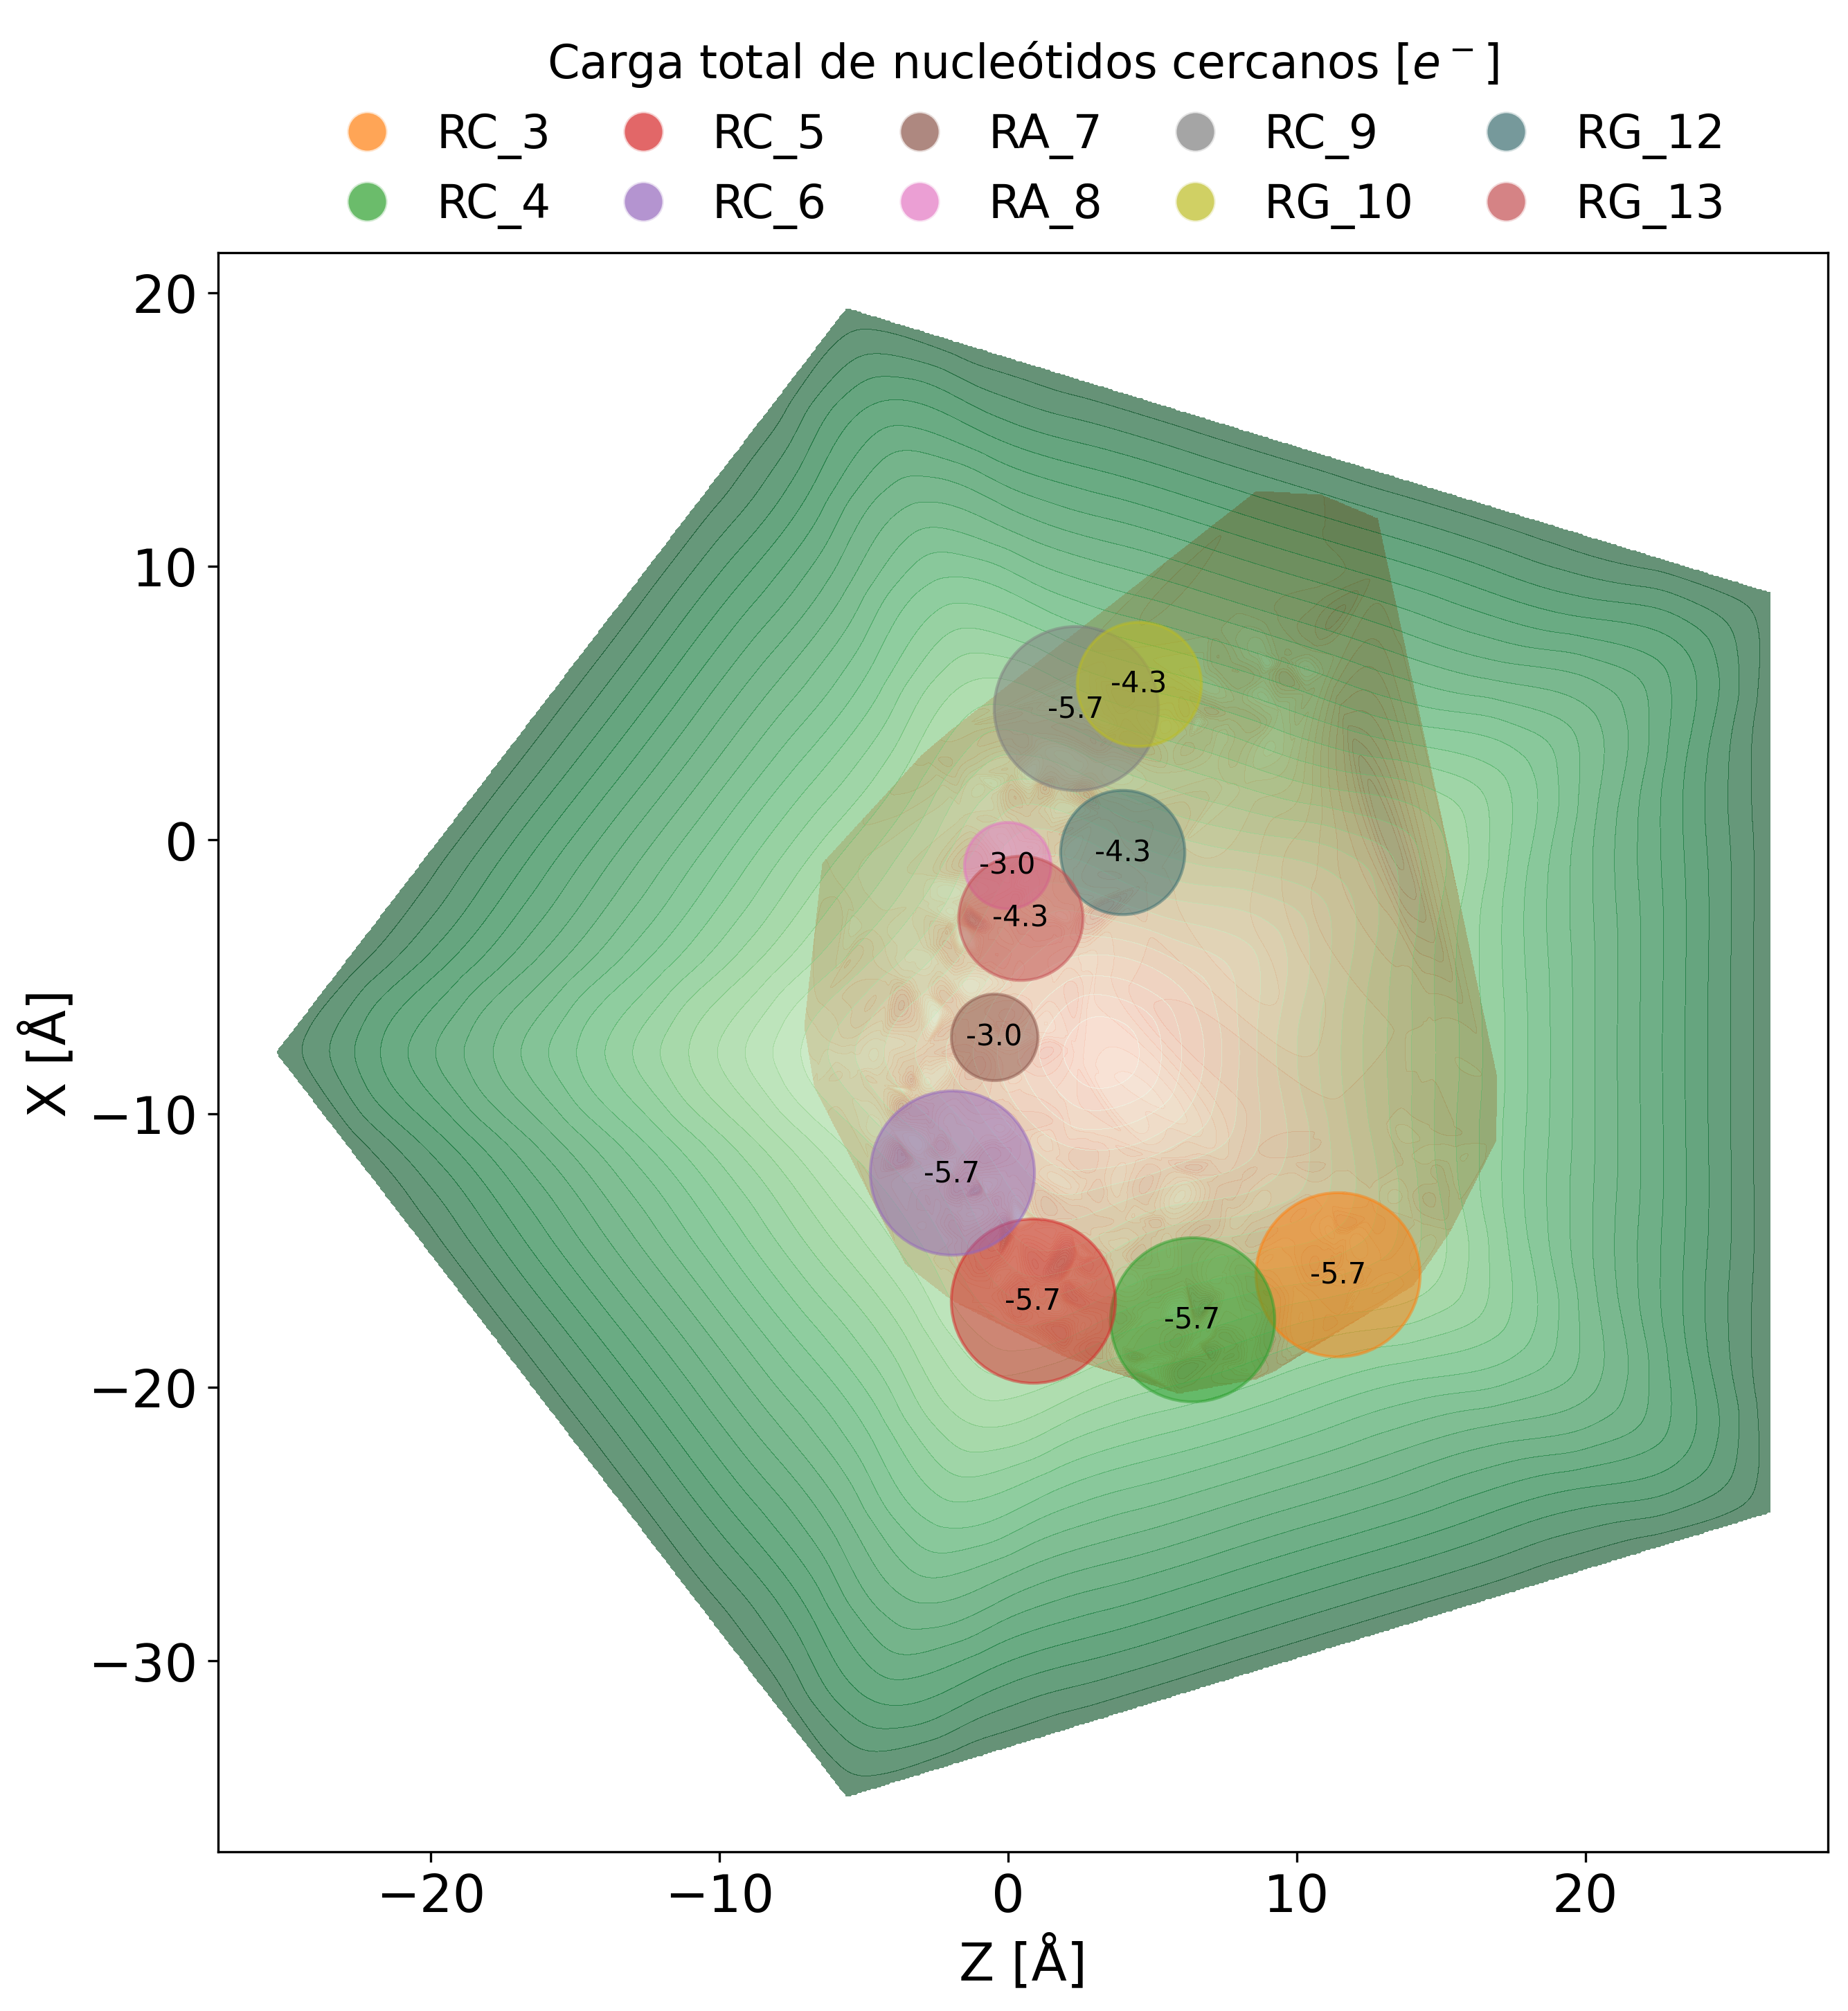 Carga total de nucleótidos cercanos [e⁻]
RC_3 RC_5 RA_7 RC_9 RG_12
RC_4 RC_6 RA_8 RG_10 RG_13
20
10
0
−10
−20
−30
X [Å]
-4.3
-5.7
-4.3
-3.0
-4.3
-3.0
-5.7
-5.7
-5.7
-5.7
−20 −10 0 10 20
Z [Å]